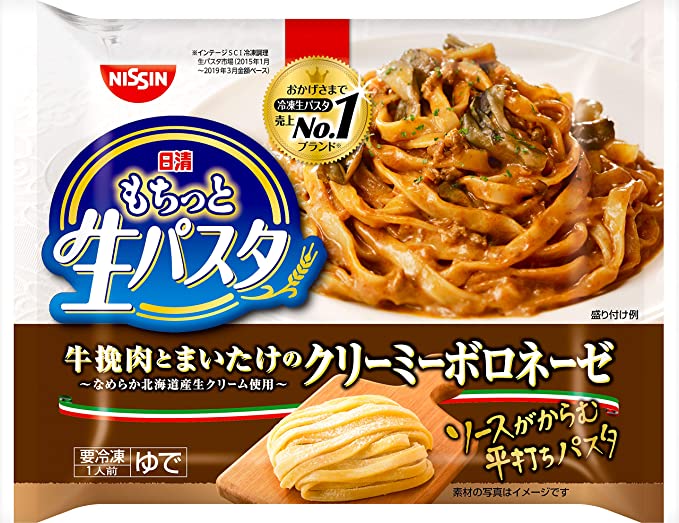 NISSIN
※インテージSCI冷凍調理
生パスタ市場(2015年1月
～2019年3月金額ベース)
おかげさまで
冷凍生パスタ
売上No.1
ブランド※
日清
もちっと
生パスタ
盛り付け例
牛挽肉とまいたけのクリーミーボロネーゼ
～なめらか北海道産生クリーム使用～
ソースがからむ
平打ちパスタ
要冷凍
1人前
ゆで
素材の写真はイメージです